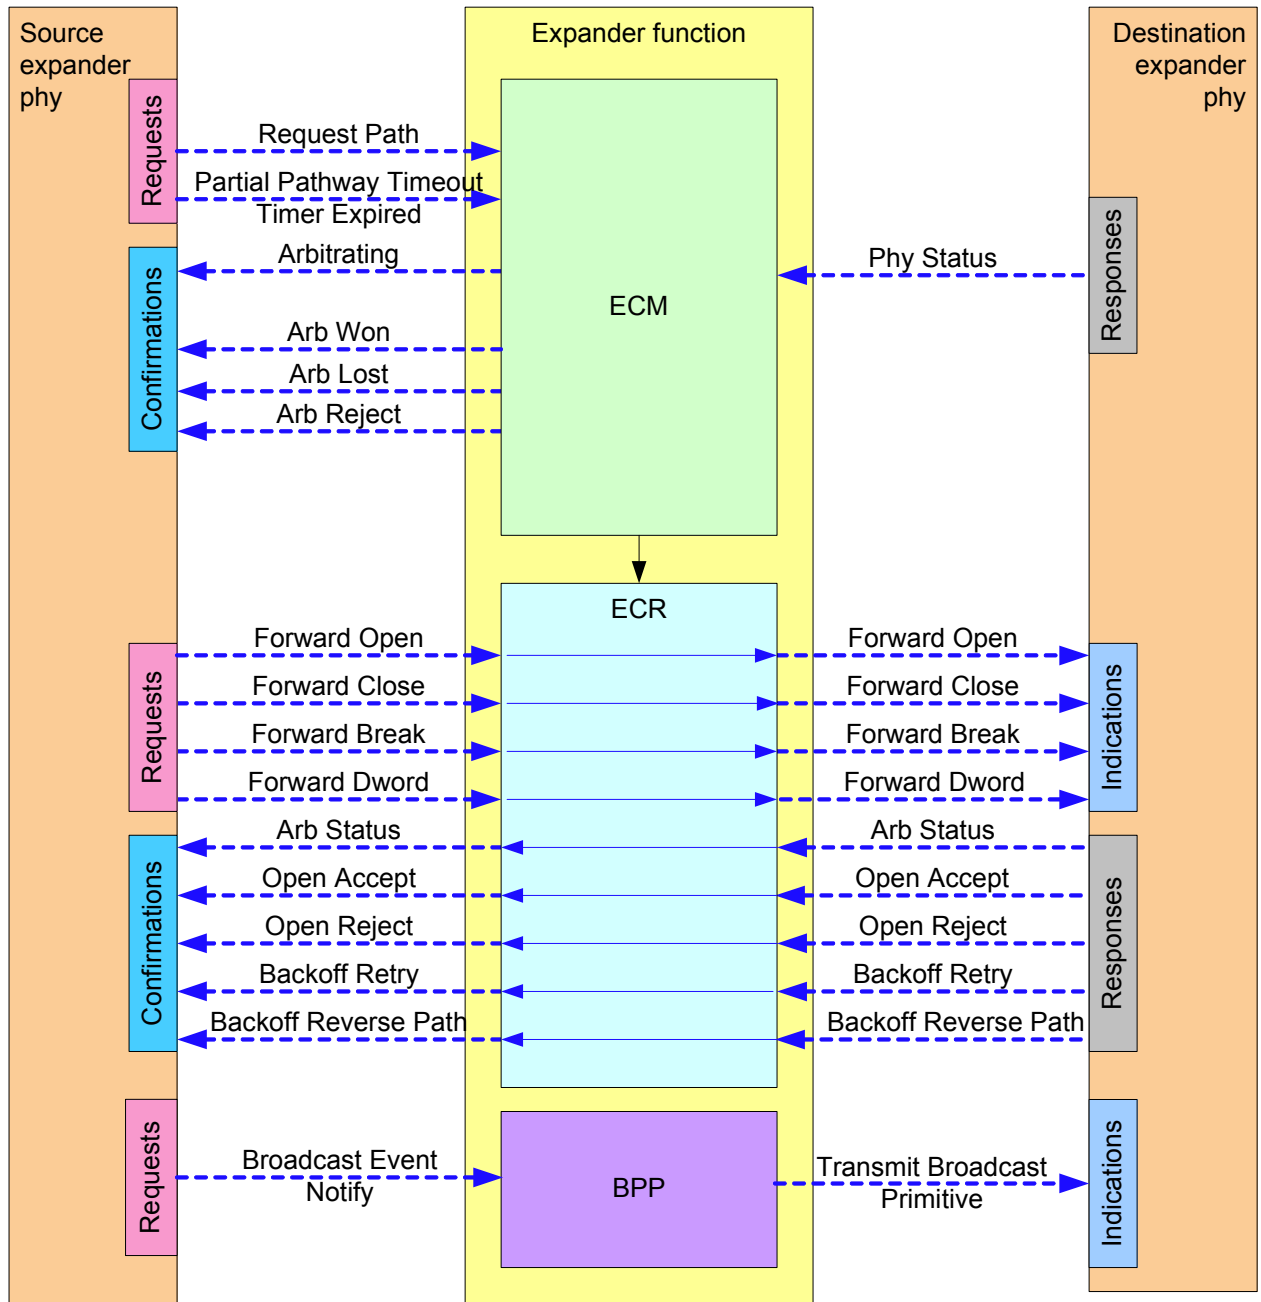 Source
expander
phy
Expander function
Destination
expander
phy
Requests
Request Path
Partial Pathway Timeout
Timer Expired
Confirmations
Arbitrating
Arb Won
Arb Lost
Arb Reject
ECM
Phy Status
Responses
ECR
Requests
Forward Open
Forward Close
Forward Break
Forward Dword
Forward Open
Forward Close
Forward Break
Forward Dword
Indications
Confirmations
Arb Status
Open Accept
Open Reject
Backoff Retry
Backoff Reverse Path
Arb Status
Open Accept
Open Reject
Backoff Retry
Backoff Reverse Path
Responses
Requests
Broadcast Event
Notify
BPP
Transmit Broadcast
Primitive
Indications